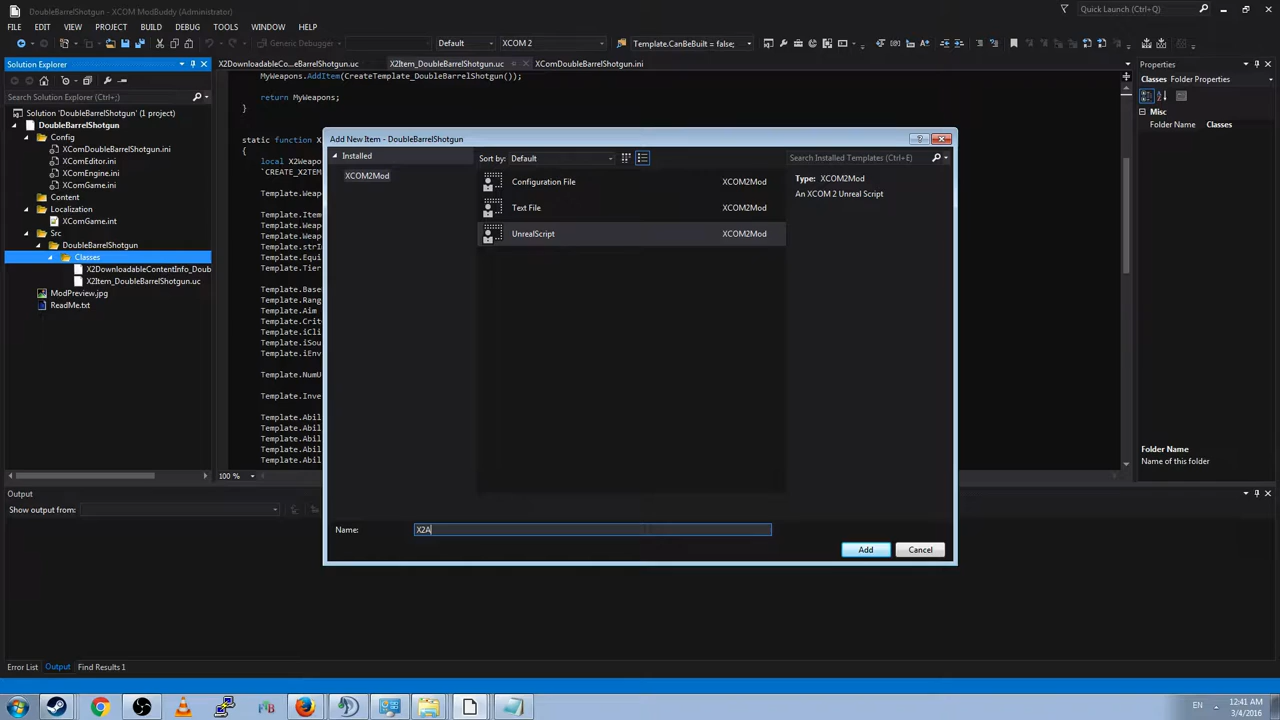 DoubleBarrelShotgun - XCOM ModBuddy (Administrator)
Quick Launch (Ctrl+Q)
FILE EDIT VIEW PROJECT BUILD DEBUG TOOLS WINDOW HELP
Generic Debugger
Default
XCOM 2
Template.CanBeBuilt = false;
Solution Explorer
Search Solution Explorer (Ctrl+;)
Solution 'DoubleBarrelShotgun' (1 project)
DoubleBarrelShotgun
Config
XComDoubleBarrelShotgun.ini
XComEditor.ini
XComEngine.ini
XComGame.ini
Content
Localization
XComGame.int
Src
DoubleBarrelShotgun
Classes
X2DownloadableContentInfo_Doub
X2Item_DoubleBarrelShotgun.uc
ModPreview.jpg
ReadMe.txt
X2DownloadableCo...eBarrelShotgun.uc
X2Item_DoubleBarrelShotgun.uc
XComDoubleBarrelShotgun.ini
MyWeapons.AddItem(CreateTemplate_DoubleBarrelShotgun());
return MyWeapons;
}
static function X
{
local X2Weap
`CREATE_X2TEM
Template.Weap
Template.Item
Template.Weap
Template.strI
Template.Equi
Template.Tier
Template.Base
Template.Rang
Template.Aim
Template.Crit
Template.iCli
Template.iSou
Template.iEnv
Template.NumU
Template.Inve
Template.Abil
Template.Abil
Template.Abil
Template.Abil
Template.Abil
100 %
Add New Item - DoubleBarrelShotgun
Installed
XCOM2Mod
Sort by: Default
Search Installed Templates (Ctrl+E)
Configuration File XCOM2Mod
Text File XCOM2Mod
UnrealScript XCOM2Mod
Type: XCOM2Mod
An XCOM 2 Unreal Script
Name: X2A
Add
Cancel
Properties
Classes Folder Properties
Misc
Folder Name Classes
Folder Name
Name of this folder
Output
Show output from:
Error List Output Find Results 1
EN
12:41 AM
3/4/2016